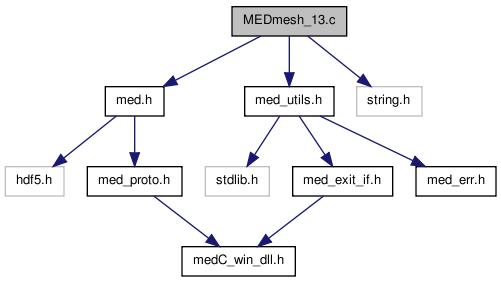 MEDmesh_13.c
med.h
med_utils.h
string.h
hdf5.h
med_proto.h
stdlib.h
med_exit_if.h
med_err.h
medC_win_dll.h